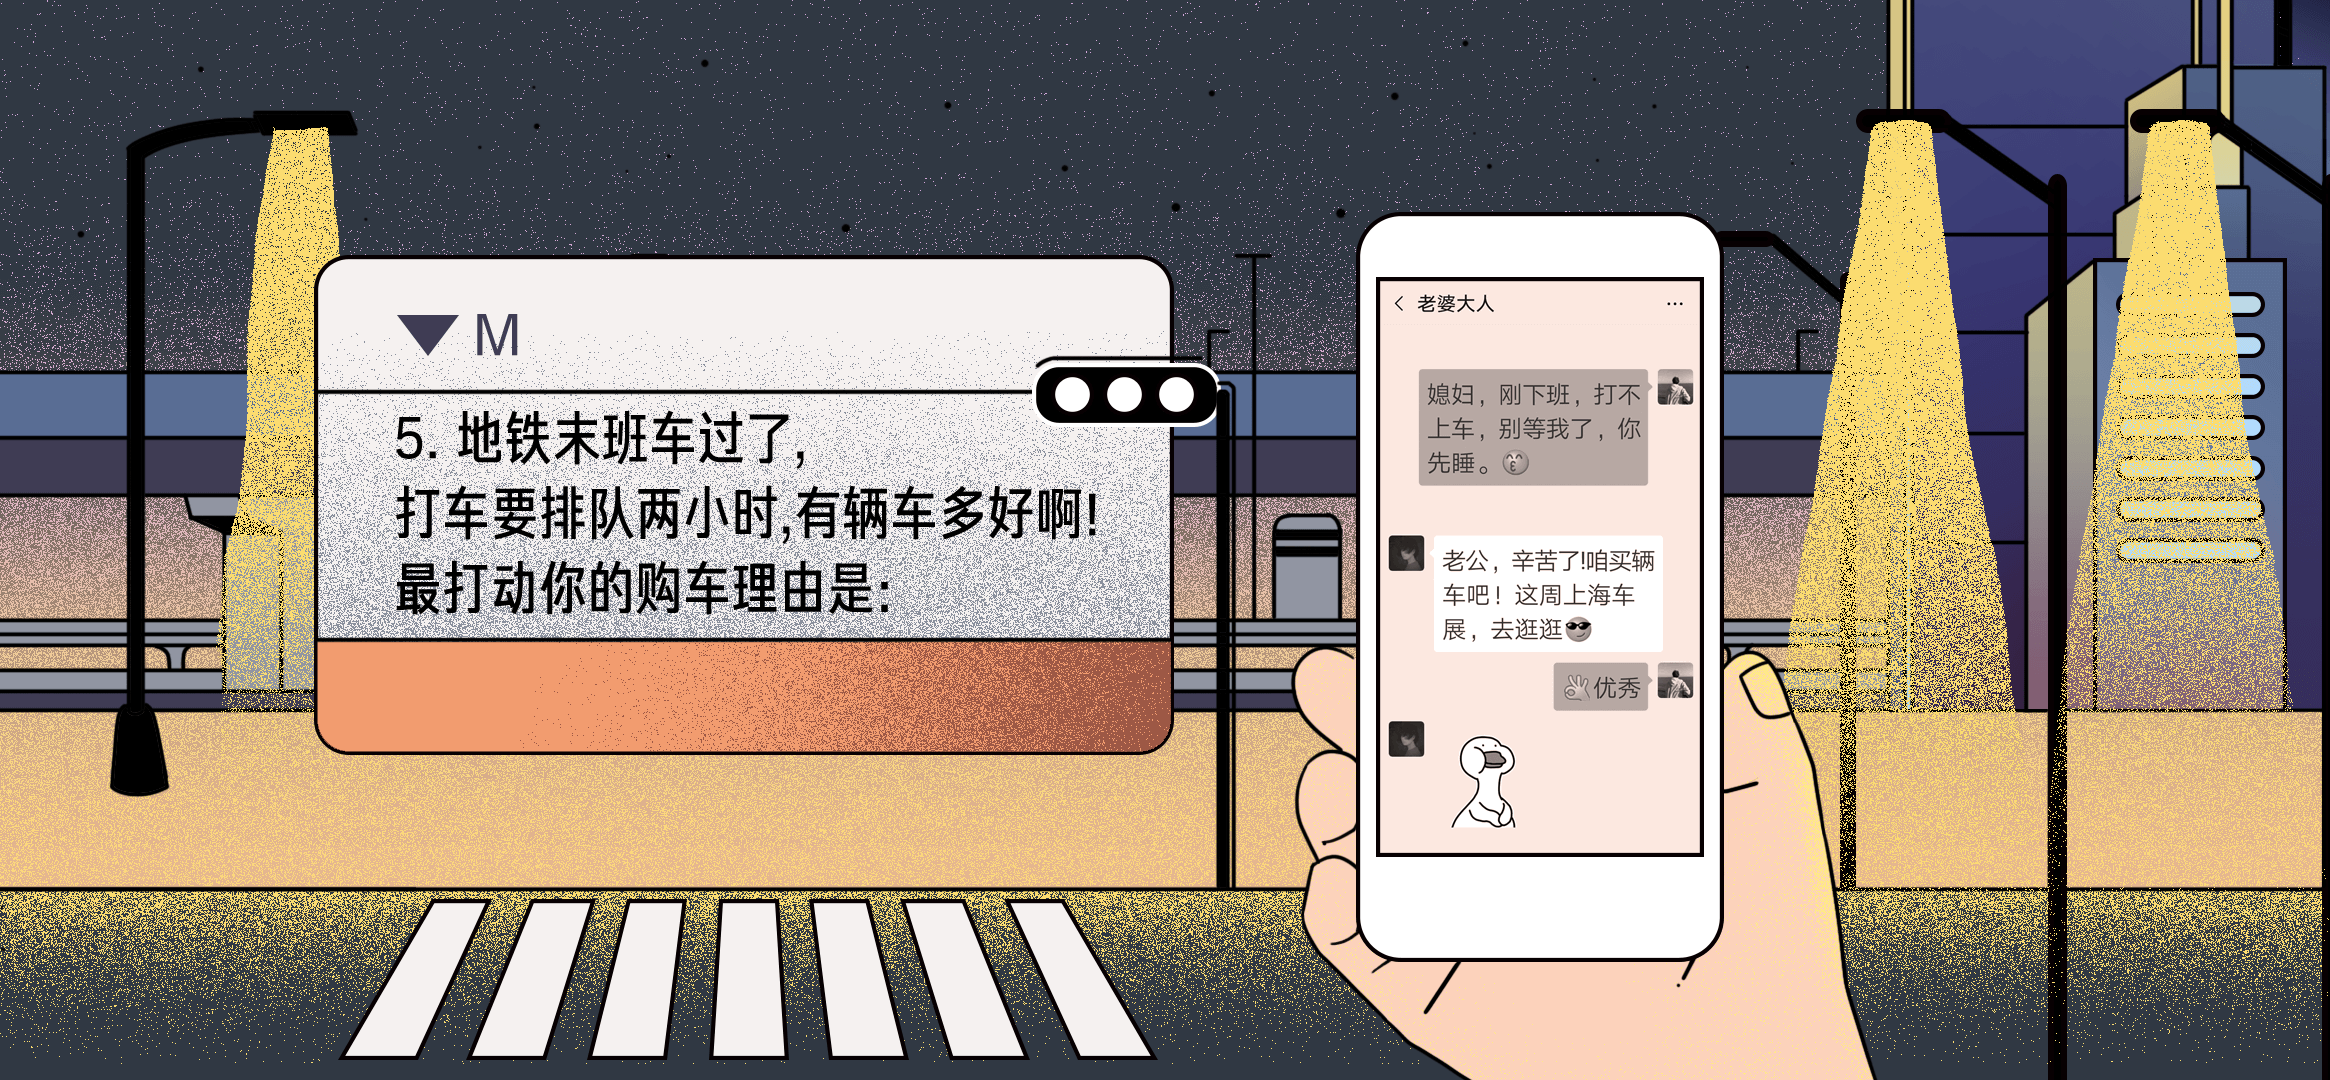 M
5. 地铁末班车过了,
打车要排队两小时,有辆车多好啊!
最打动你的购车理由是:
老婆大人
媳妇，刚下班，打不
上车，别等我了，你
先睡。
老公，辛苦了!咱买辆
车吧！这周上海车
展，去逛逛
优秀